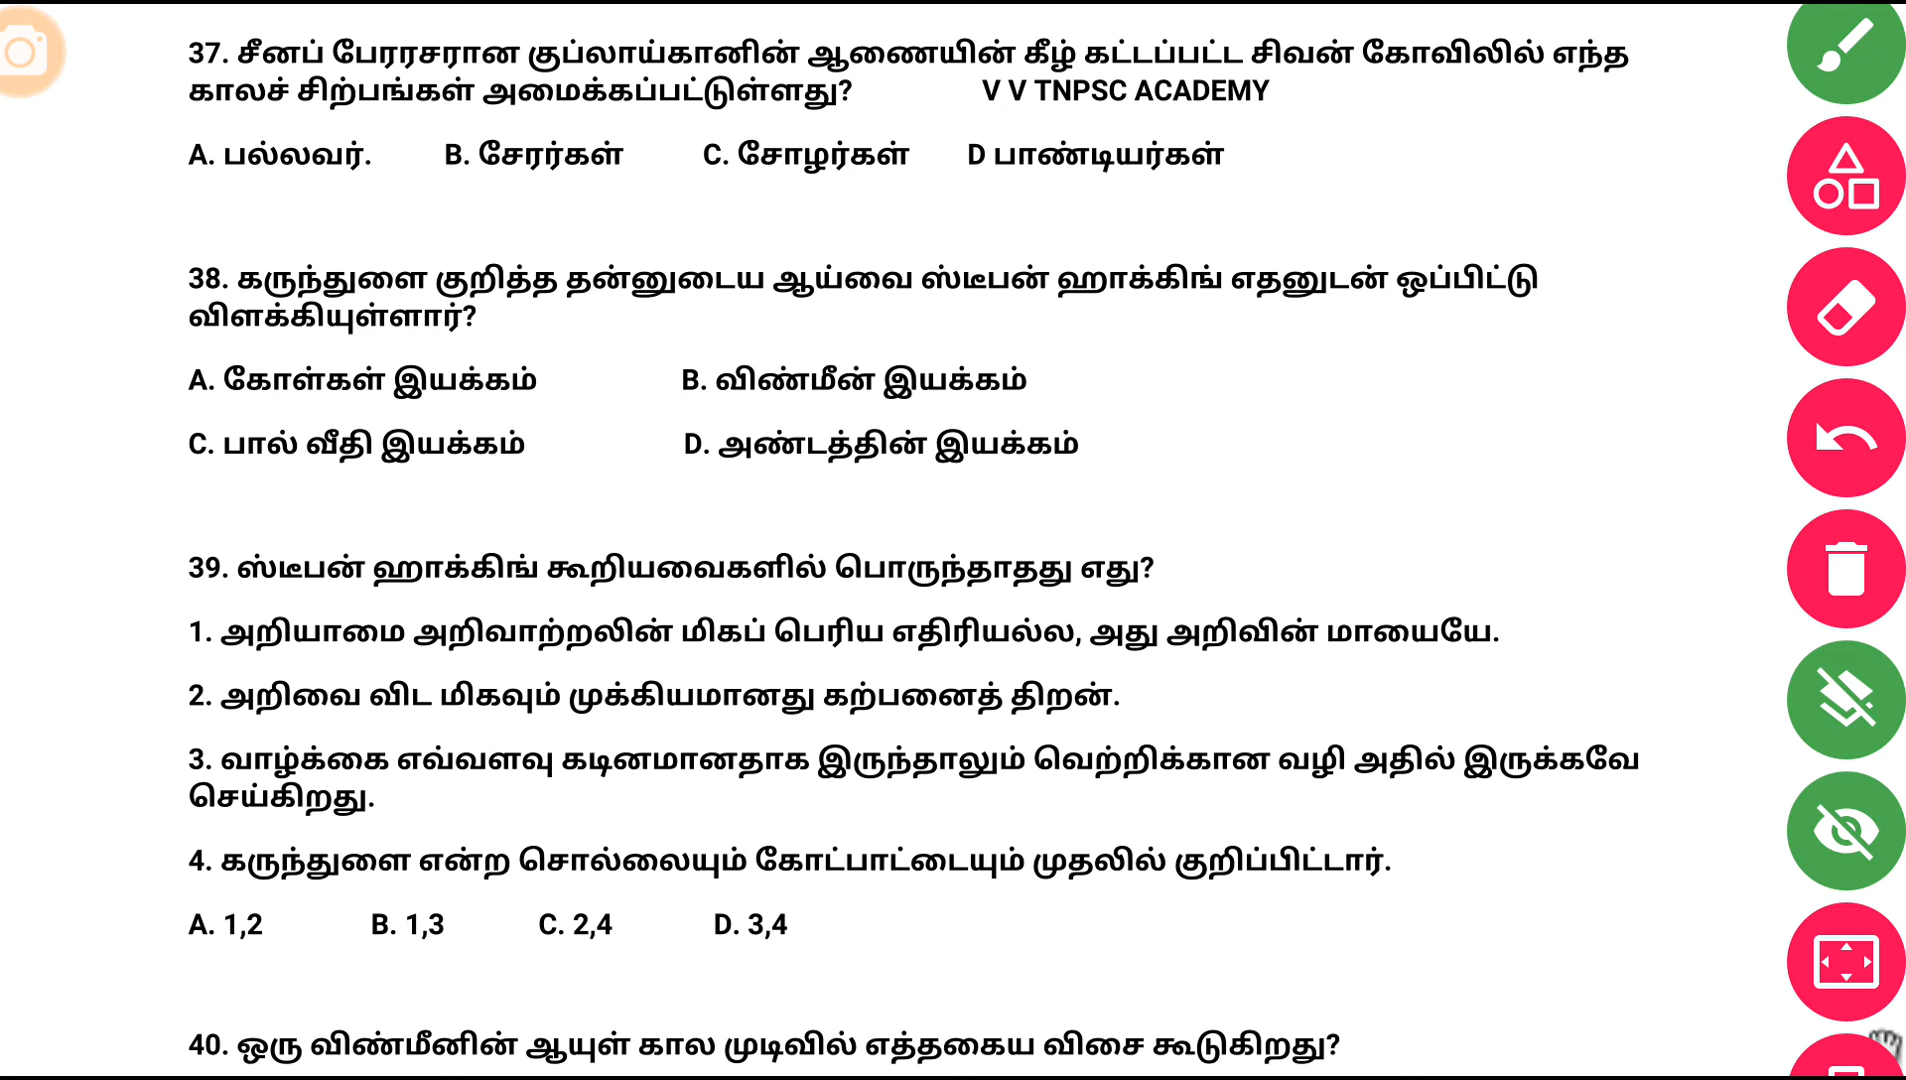 37. சீனப் பேரரசரான குப்லாய்கானின் ஆணையின் கீழ் கட்டப்பட்ட சிவன் கோவிலில் எந்த
காலச் சிற்பங்கள் அமைக்கப்பட்டுள்ளது? V V TNPSC ACADEMY
A. பல்லவர். B. சேரர்கள் C. சோழர்கள் D பாண்டியர்கள்
38. கருந்துளை குறித்த தன்னுடைய ஆய்வை ஸ்டீபன் ஹாக்கிங் எதனுடன் ஒப்பிட்டு
விளக்கியுள்ளார்?
A. கோள்கள் இயக்கம் B. விண்மீன் இயக்கம்
C. பால் வீதி இயக்கம் D. அண்டத்தின் இயக்கம்
39. ஸ்டீபன் ஹாக்கிங் கூறியவைகளில் பொருந்தாதது எது?
1. அறியாமை அறிவாற்றலின் மிகப் பெரிய எதிரியல்ல, அது அறிவின் மாயையே.
2. அறிவை விட மிகவும் முக்கியமானது கற்பனைத் திறன்.
3. வாழ்க்கை எவ்வளவு கடினமானதாக இருந்தாலும் வெற்றிக்கான வழி அதில் இருக்கவே
செய்கிறது.
4. கருந்துளை என்ற சொல்லையும் கோட்பாட்டையும் முதலில் குறிப்பிட்டார்.
A. 1,2 B. 1,3 C. 2,4 D. 3,4
40. ஒரு விண்மீனின் ஆயுள் கால முடிவில் எத்தகைய விசை கூடுகிறது?